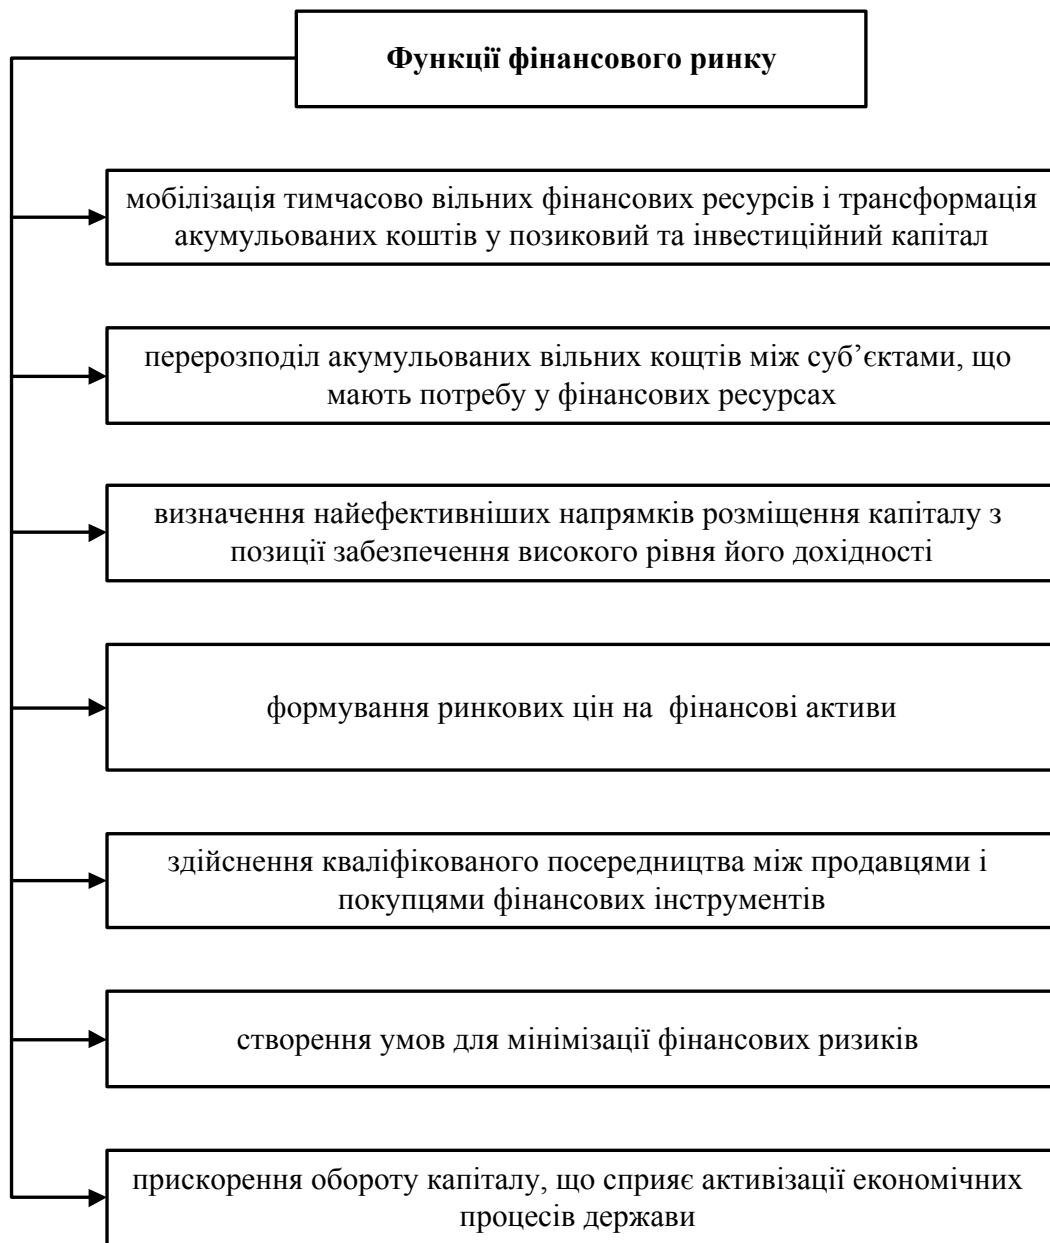 Функції фінансового ринку
мобілізація тимчасово вільних фінансових ресурсів і трансформація
акумульованих коштів у позиковий та інвестиційний капітал
перерозподіл акумульованих вільних кощтів між суб’єктами, що
мають потребу у фінансових ресурсах
визначення найефективніших напрямків розміщення капіталу з
позиції забезпечення високого рівня його дохідності
формування ринкових цін на  фінансові активи
здійснення кваліфікованого посередництва між продавцями і
покупцями фінансових інструментів
створення умов для мінімізації фінансових ризиків
прискорення обороту капіталу, що сприяє активізації економічних
процесів держави